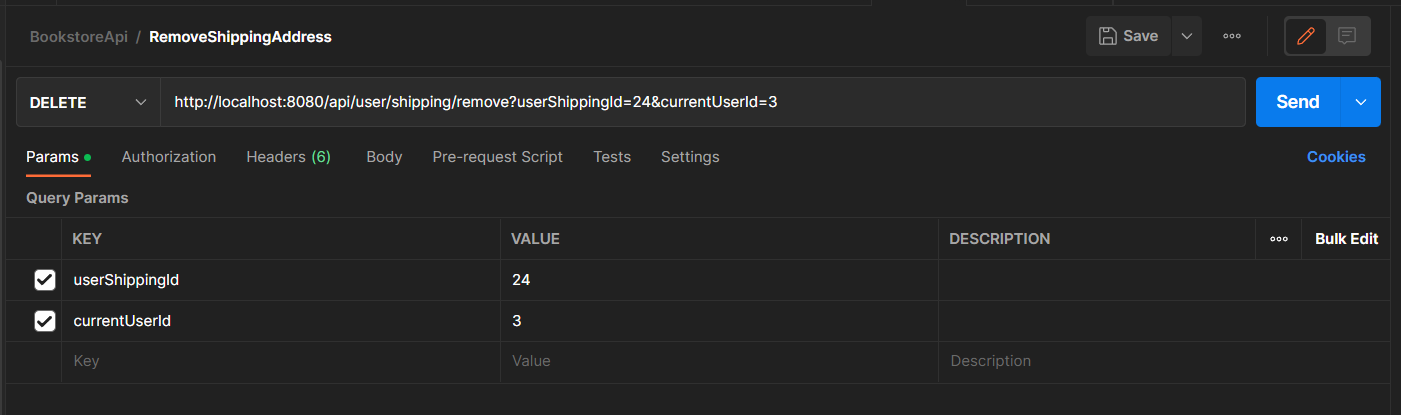 BookstoreApi / RemoveShippingAddress
Save
DELETE http://localhost:8080/api/user/shipping/remove?userShippingId=24&currentUserId=3 Send
Params Authorization Headers (6) Body Pre-request Script Tests Settings Cookies
Query Params
KEY VALUE DESCRIPTION Bulk Edit
userShippingId 24
currentUserId 3
Key Value Description